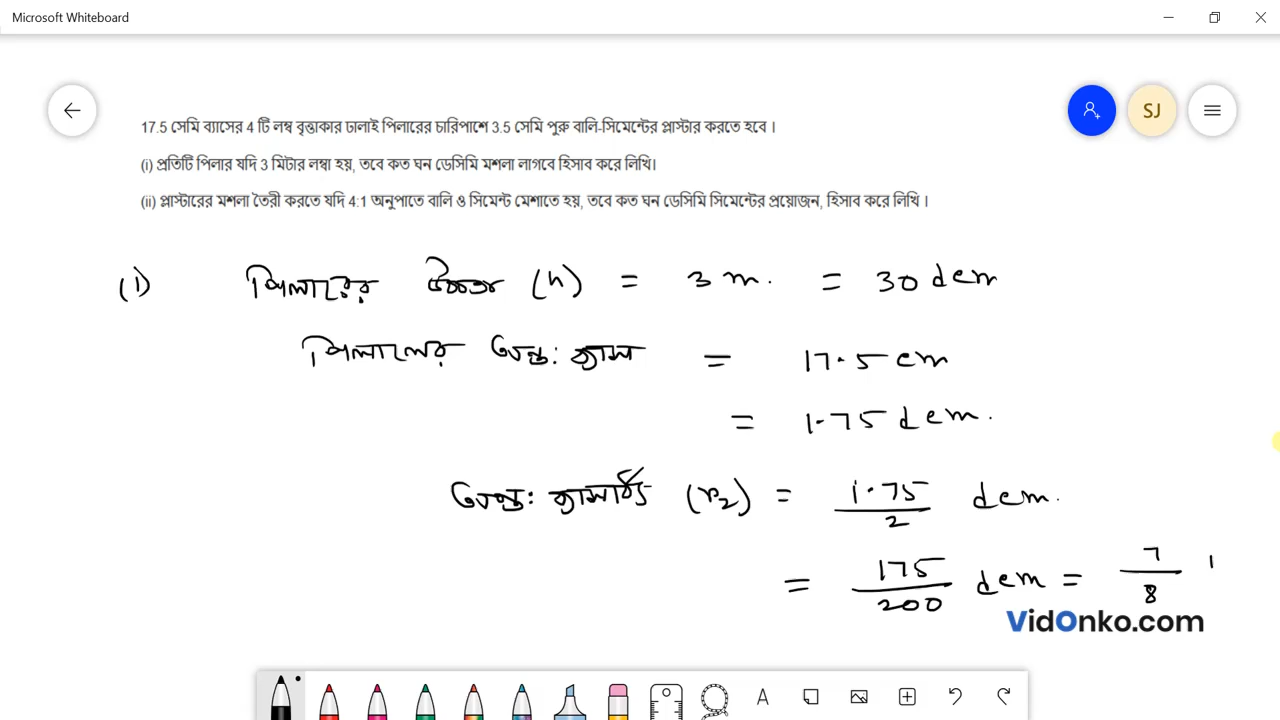 Microsoft Whiteboard
SJ
17.5 সেমি ব্যাসের 4 টি লম্ব বৃত্তাকার ঢালাই পিলারের চারিপাশে 3.5 সেমি পুরু বালি-সিমেন্টের প্লাস্টার করতে হবে।
(i) প্রতিটি পিলার যদি 3 মিটার লম্বা হয়, তবে কত ঘন ডেসিমি মশলা লাগবে হিসাব করে লিখি।
(ii) প্লাস্টারের মশলা তৈরী করতে যদি 4:1 অনুপাতে বালি ও সিমেন্ট মেশাতে হয়, তবে কত ঘন ডেসিমি সিমেন্টের প্রয়োজন, হিসাব করে লিখি।
(i) পিলারের উচ্চতা (h) = 3 m. = 30 dcm
পিলারের অন্ত: ব্যাস = 17.5 cm
= 1.75 dcm.
অন্ত: ব্যাসার্ধ (r₂) = 1.75/2 dcm.
= 175/200 dcm = 7/8
VidOnko.com
A